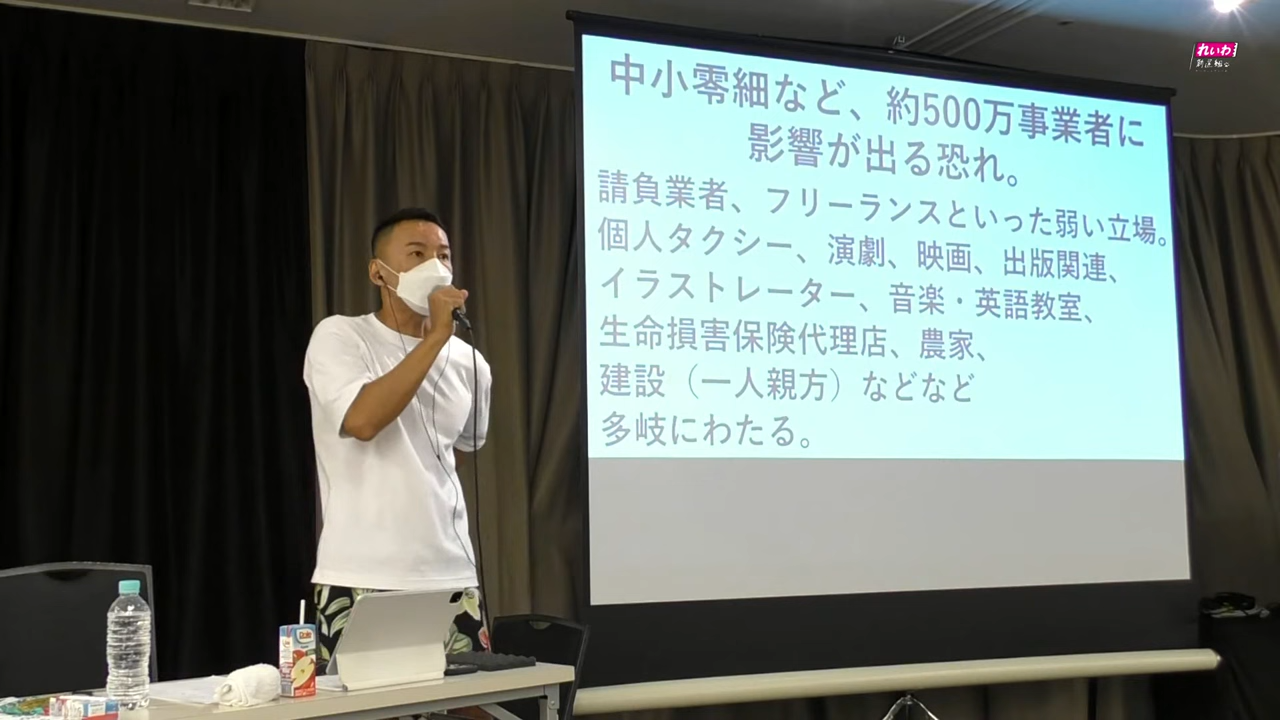 れいわ
新選組
中小零細など、約500万事業者に
影響が出る恐れ。
請負業者、フリーランスといった弱い立場。
個人タクシー、演劇、映画、出版関連、
イラストレーター、音楽・英語教室、
生命損害保険代理店、農家、
建設（一人親方）などなど
多岐にわたる。
Dole